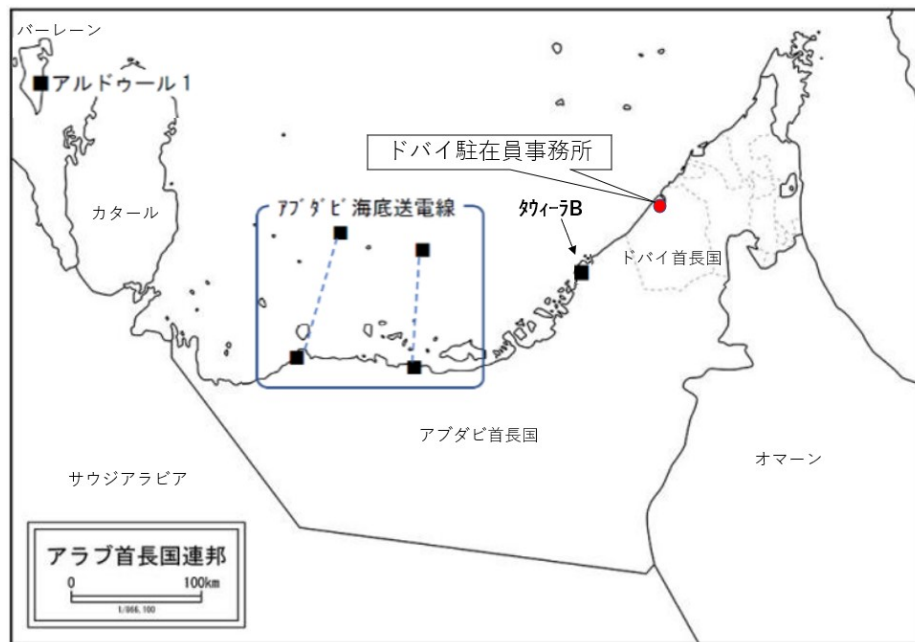 バーレーン
アルドゥール1
ドバイ駐在員事務所
カタール
ｱﾌﾞﾀﾞﾋﾞ海底送電線
ﾀｳｨｰﾗB
ドバイ首長国
アブダビ首長国
オマーン
サウジアラビア
アラブ首長国連邦
0 100km
1/966,100